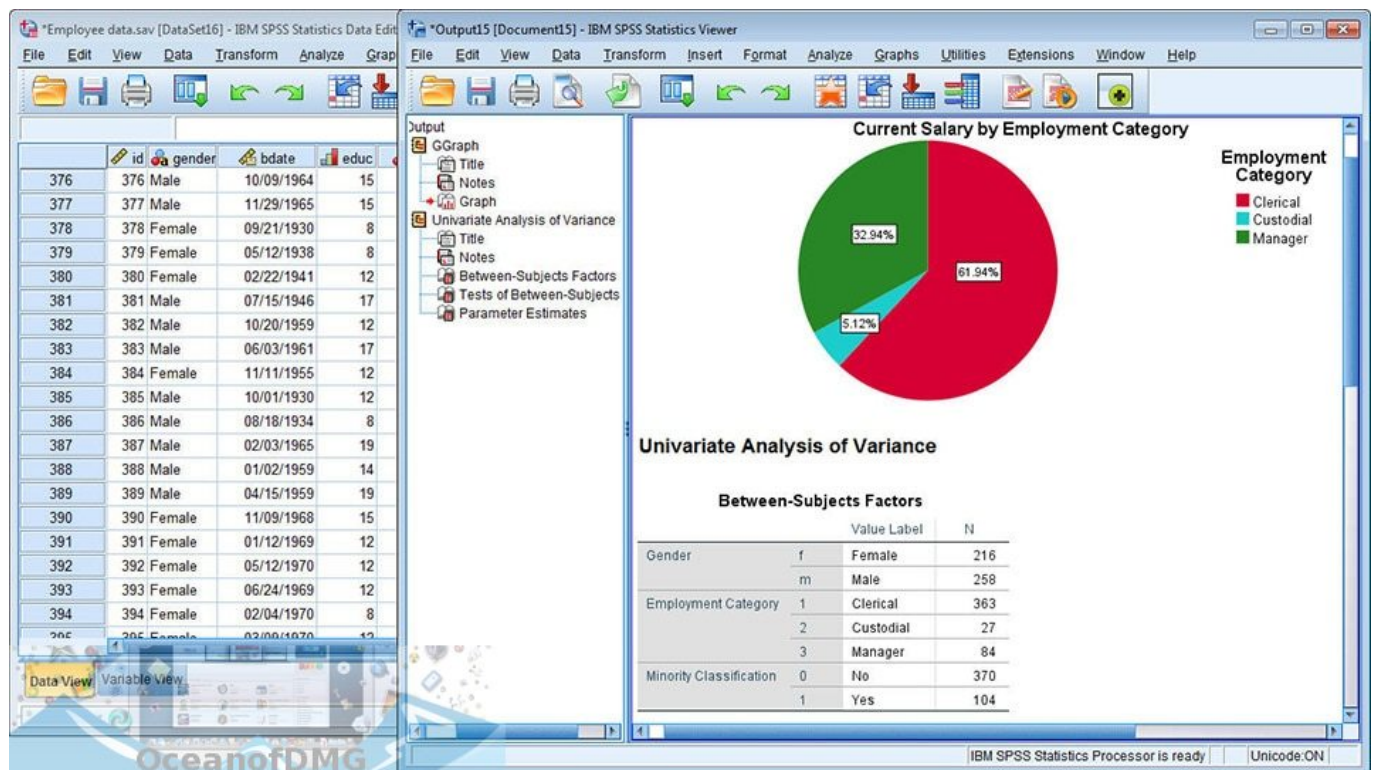 *Employee data.sav [DataSet16] - IBM SPSS Statistics Data Edit
File Edit View Data Transform Analyze Grap
id gender bdate educ
376 376 Male 10/09/1964 15
377 377 Male 11/29/1965 15
378 378 Female 09/21/1930 8
379 379 Female 05/12/1938 8
380 380 Female 02/22/1941 12
381 381 Male 07/15/1946 17
382 382 Male 10/20/1959 12
383 383 Male 06/03/1961 17
384 384 Female 11/11/1955 12
385 385 Male 10/01/1930 12
386 386 Male 08/18/1934 8
387 387 Male 02/03/1965 19
388 388 Male 01/02/1959 14
389 389 Male 04/15/1959 19
390 390 Female 11/09/1968 15
391 391 Female 01/12/1969 12
392 392 Female 05/12/1970 12
393 393 Female 06/24/1969 12
394 394 Female 02/04/1970 8
395 395 Female 03/09/1970 12
Data View Variable View
OceanofDMG
*Output15 [Document15] - IBM SPSS Statistics Viewer
File Edit View Data Transform Insert Format Analyze Graphs Utilities Extensions Window Help
Output
GGraph
Title
Notes
Graph
Univariate Analysis of Variance
Title
Notes
Between-Subjects Factors
Tests of Between-Subjects
Parameter Estimates
Current Salary by Employment Category
Employment
Category
Clerical
Custodial
Manager
32.94%
61.94%
5.12%
Univariate Analysis of Variance
Between-Subjects Factors
Value Label N
Gender f Female 216
m Male 258
Employment Category 1 Clerical 363
2 Custodial 27
3 Manager 84
Minority Classification 0 No 370
1 Yes 104
IBM SPSS Statistics Processor is ready Unicode:ON